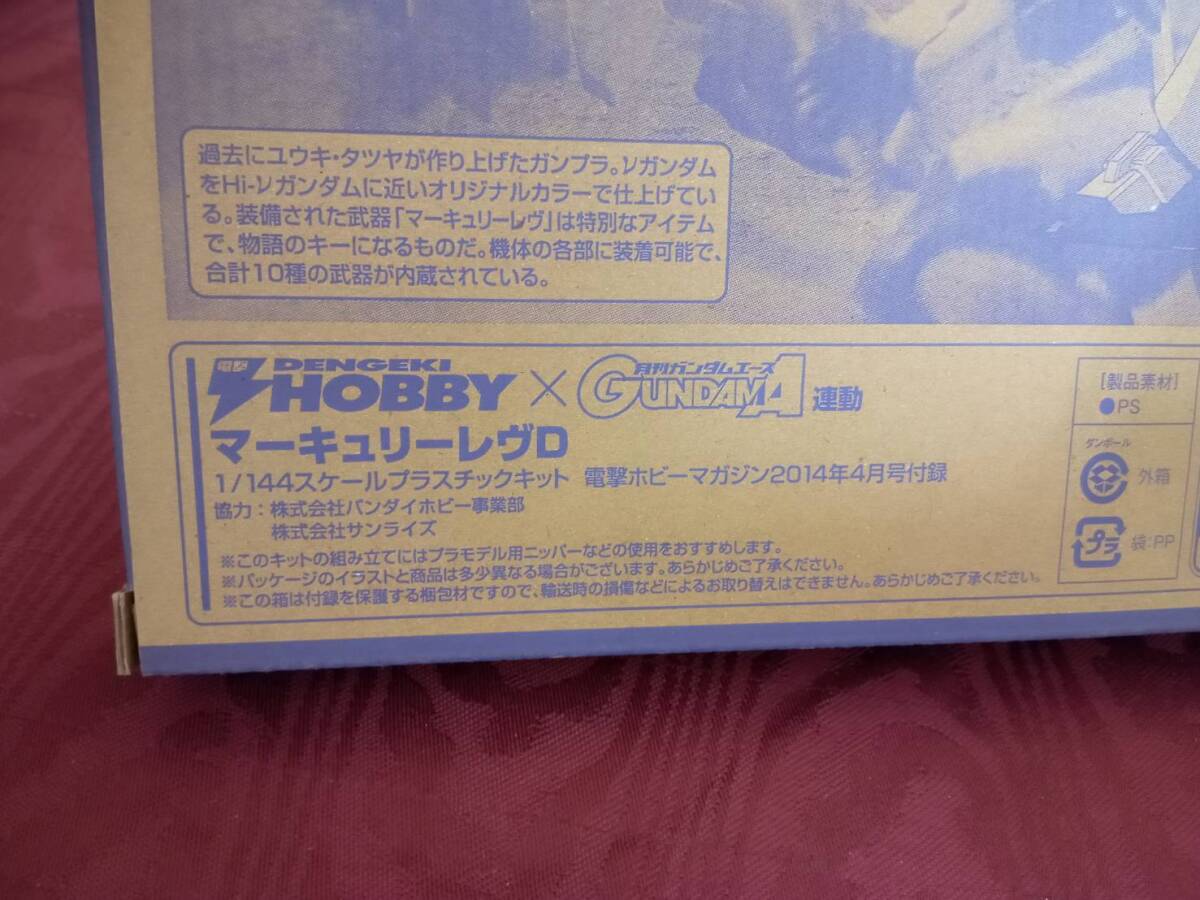 過去にユウキ・タツヤが作り上げたガンプラ。νガンダム
をHi-νガンダムに近いオリジナルカラーで仕上げてい
る。装備された武器「マーキュリーレヴ」は特別なアイテム
で、物語のキーになるものだ。機体の各部に装着可能で、
合計10種の武器が内蔵されている。
電撃 DENGEKI HOBBY × 月刊ガンダムエース GUNDAM A 連動
マーキュリーレヴD
1/144スケールプラスチックキット 電撃ホビーマガジン2014年4月号付録
協力:株式会社バンダイホビー事業部
株式会社サンライズ
※このキットの組み立てにはプラモデル用ニッパーなどの使用をおすすめします。
※パッケージのイラストと商品は多少異なる場合がございます。あらかじめご了承ください。
※この箱は付録を保護する梱包材ですので、輸送時の損傷などによるお取り替えはできません。あらかじめご了承ください。
[製品素材]
●PS
ダンボール
外箱
プラ 袋:PP